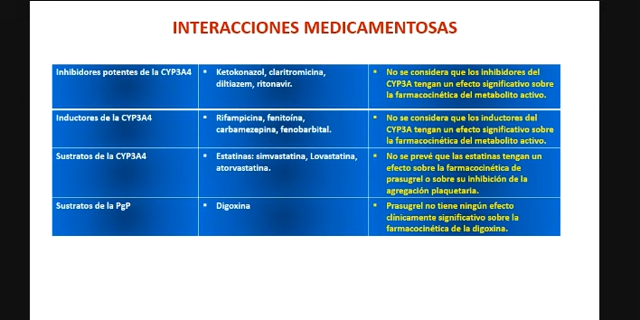 INTERACCIONES MEDICAMENTOSAS
Inhibidores potentes de la CYP3A4
• Ketokonazol, claritromicina,
diltiazem, ritonavir.
• No se considera que los inhibidores del
CYP3A tengan un efecto significativo sobre
la farmacocinética del metabolito activo.
Inductores de la CYP3A4
• Rifampicina, fenitoína,
carbamezepina, fenobarbital.
• No se considera que los inductores del
CYP3A tengan un efecto significativo sobre
la farmacocinética del metabolito activo.
Sustratos de la CYP3A4
• Estatinas: simvastatina, Lovastatina,
atorvastatina.
• No se prevé que las estatinas tengan un
efecto sobre la farmacocinética de
prasugrel o sobre su inhibición de la
agregación plaquetaria.
Sustratos de la PgP
• Digoxina
• Prasugrel no tiene ningún efecto
clínicamente significativo sobre la
farmacocinética de la digoxina.